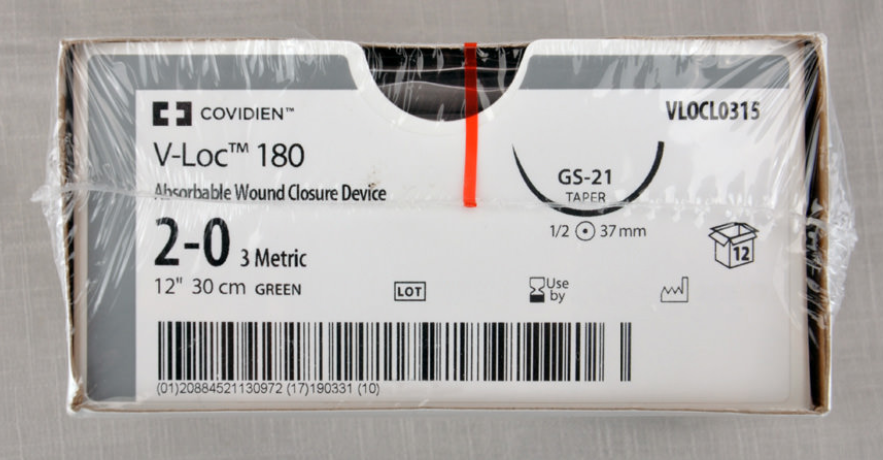 COVIDIEN™
VLOCL0315
V-Loc™ 180
Absorbable Wound Closure Device
GS-21
TAPER
1/2 37 mm
2-0 3 Metric
12" 30 cm GREEN
12
LOT
Use
by
(01)20884521130972 (17)190331 (10)